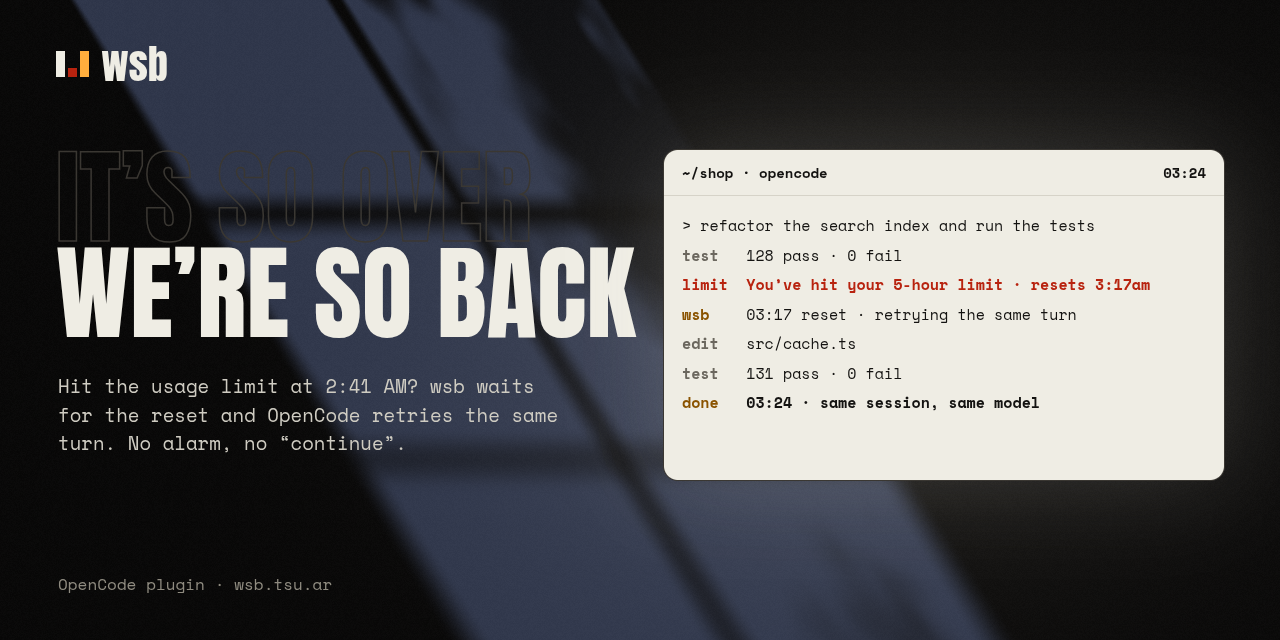 wsb
IT’S SO OVER
WE’RE SO BACK
Hit the usage limit at 2:41 AM? wsb waits
for the reset and OpenCode retries the same
turn. No alarm, no “continue”.
OpenCode plugin · wsb.tsu.ar
~/shop · opencode 03:24
> refactor the search index and run the tests
test 128 pass · 0 fail
limit You've hit your 5-hour limit · resets 3:17am
wsb 03:17 reset · retrying the same turn
edit src/cache.ts
test 131 pass · 0 fail
done 03:24 · same session, same model